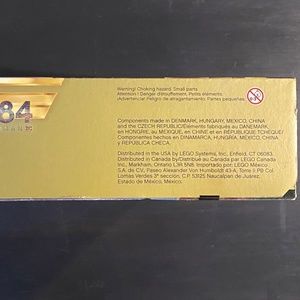 Warning! Choking hazard. Small parts.
Attention ! Danger d'étouffement. Petits éléments.
¡Advertencia! Peligro de atragantamiento. Partes pequeñas.
84
Components made in DENMARK, HUNGARY, MEXICO, CHINA
and the CZECH REPUBLIC/Éléments fabriqués au DANEMARK,
en HONGRIE, au MEXIQUE, en CHINE et en RÉPUBLIQUE TCHÈQUE/
Componentes hechos en DINAMARCA, HUNGRÍA, MÉXICO, CHINA
y REPÚBLICA CHECA.
Distributed in the USA by LEGO Systems, Inc., Enfield, CT 06083.
Distributed in Canada by/Distribué au Canada par LEGO Canada
Inc., Markham, Ontario L3R 5N8. Importado por: LEGO México
S.A. de C.V., Paseo Alexander Von Humboldt 43-A, Torre II PB Col.
Lomas Verdes 3ª sección, C.P. 53125 Naucalpan de Juárez,
Estado de México, México.